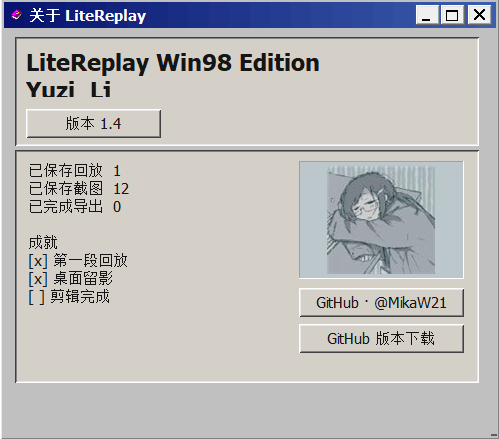 关于 LiteReplay
LiteReplay Win98 Edition
Yuzi_Li
版本 1.4
已保存回放 1
已保存截图 12
已完成导出 0
成就
[x] 第一段回放
[x] 桌面留影
[ ] 剪辑完成
GitHub · @MikaW21
GitHub 版本下载